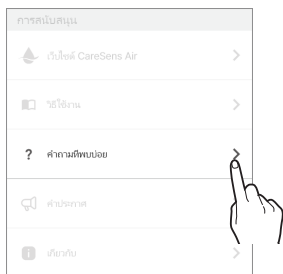 การสนับสนุน
เว็บไซต์ CareSens Air
วิธีใช้งาน
? คำถามที่พบบ่อย
คำประกาศ
เกี่ยวกับ